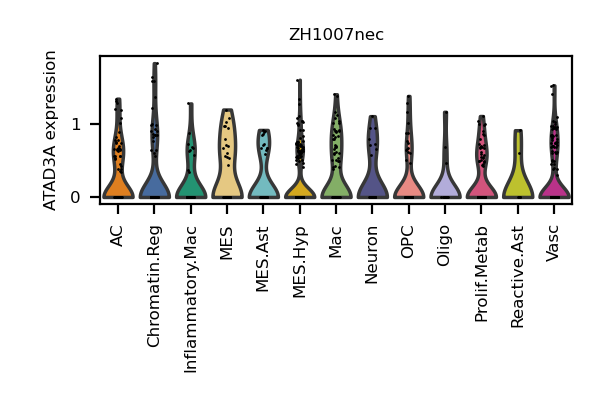 ZH1007nec
ATAD3A expression
1
0
AC
Chromatin.Reg
Inflammatory.Mac
MES
MES.Ast
MES.Hyp
Mac
Neuron
OPC
Oligo
Prolif.Metab
Reactive.Ast
Vasc